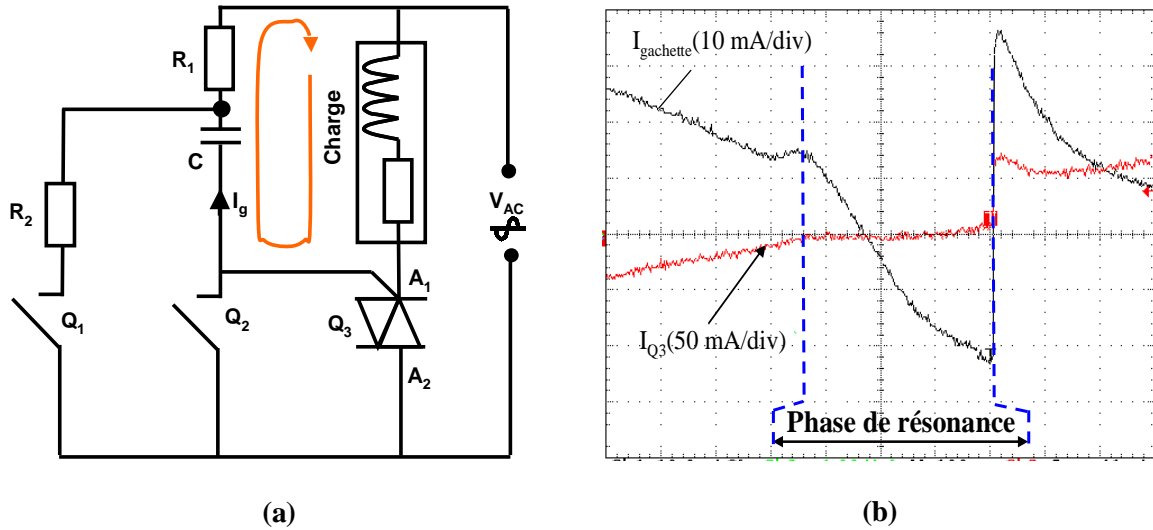 R1
C
Ig
R2
Q1
Q2
Charge
A1
Q3
A2
VAC
(a)
Igachette(10 mA/div)
IQ3(50 mA/div)
Phase de résonance
(b)